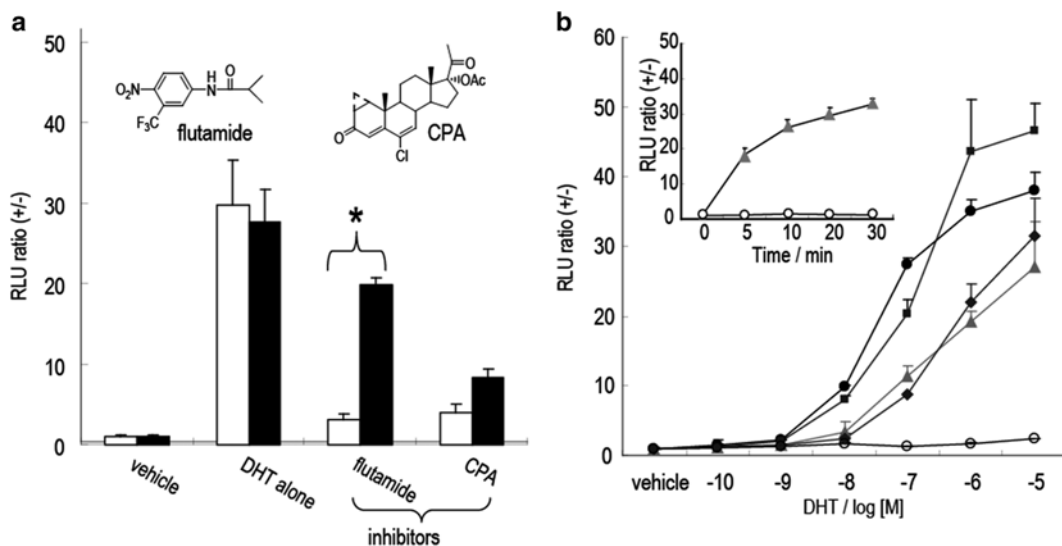 a
50
40
30
20
10
0
RLU ratio (+/-)
O₂N
F₃C
H
N
O
flutamide
O
OAc
O
Cl
CPA
*
vehicle
DHT alone
flutamide
CPA
inhibitors
b
60
50
40
30
20
10
0
RLU ratio (+/-)
50
40
30
20
10
0
RLU ratio (+/-)
0 5 10 20 30
Time / min
vehicle -10 -9 -8 -7 -6 -5
DHT / log [M]